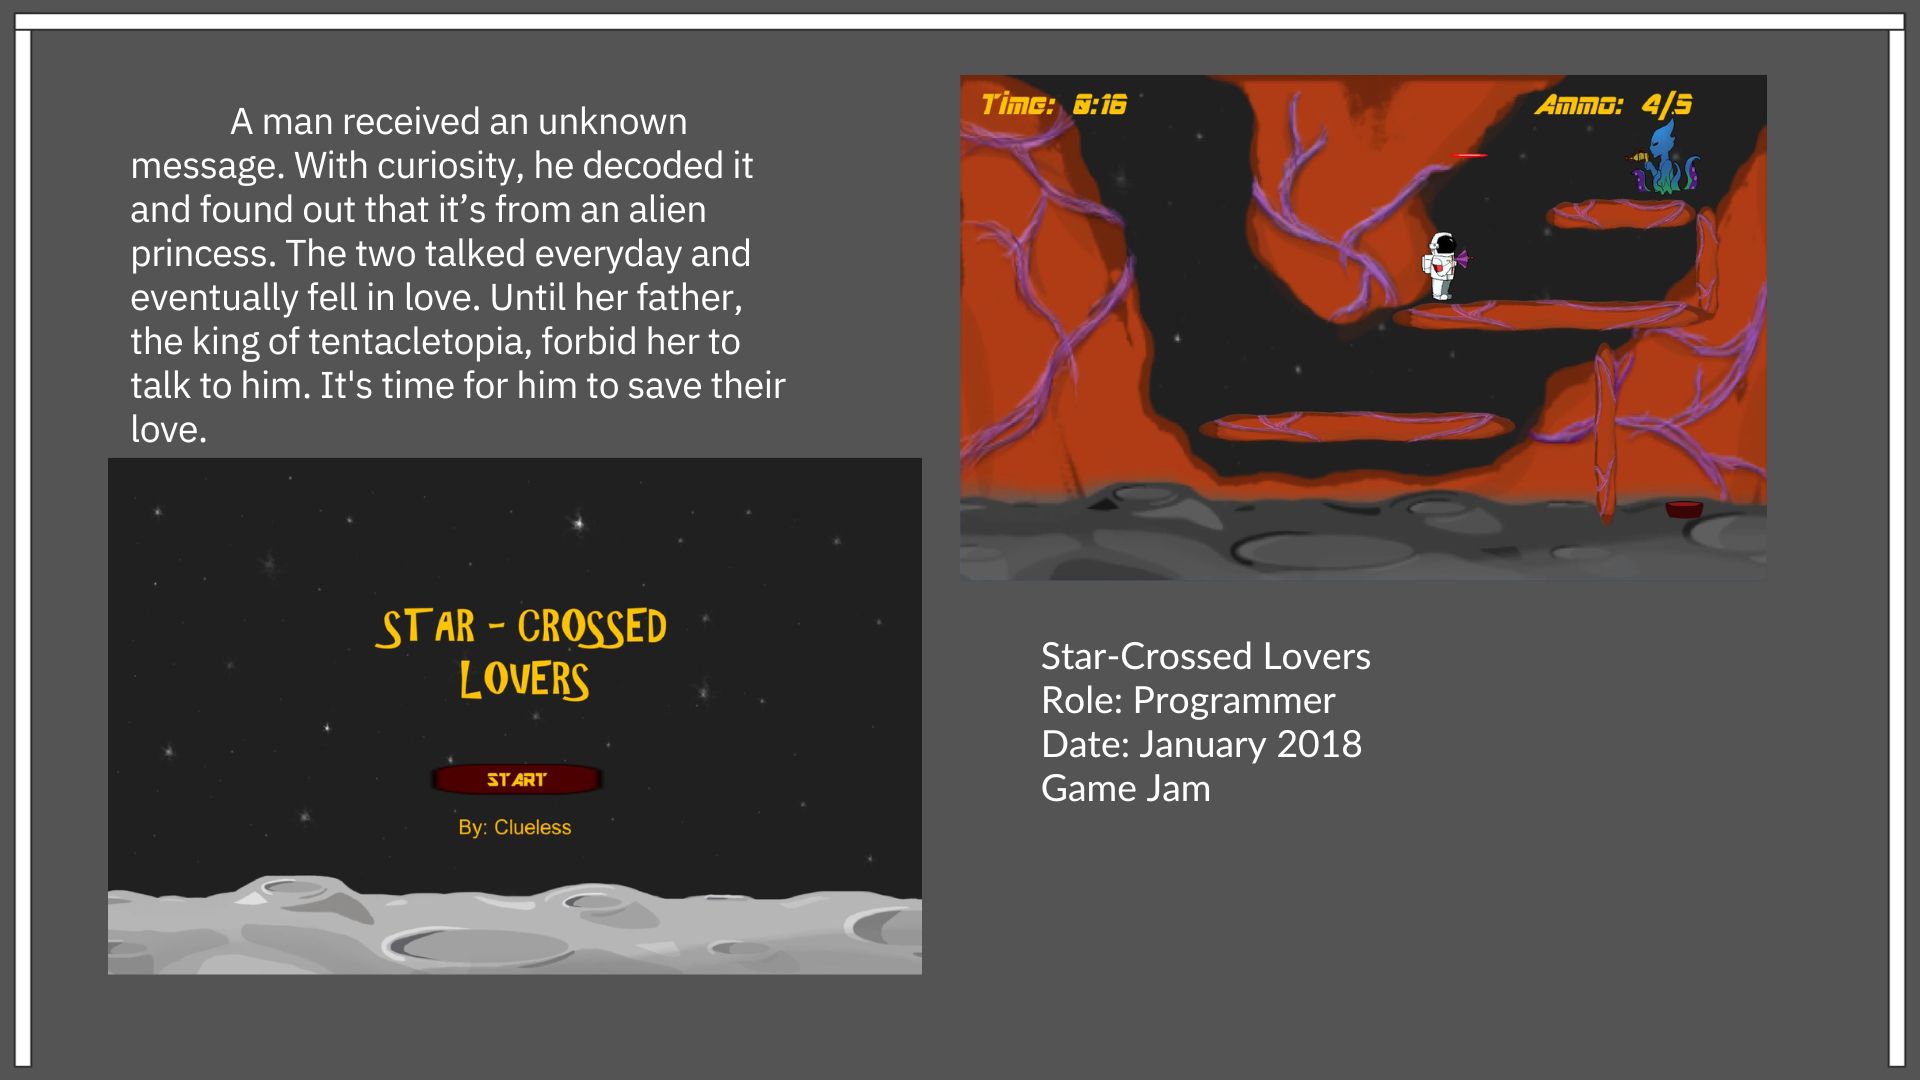 A man received an unknown
message. With curiosity, he decoded it
and found out that it’s from an alien
princess. The two talked everyday and
eventually fell in love. Until her father,
the king of tentacletopia, forbid her to
talk to him. It's time for him to save their
love.
STAR - CROSSED
LOVERS
START
By: Clueless
Time: 0:16
Ammo: 4/5
Star-Crossed Lovers
Role: Programmer
Date: January 2018
Game Jam